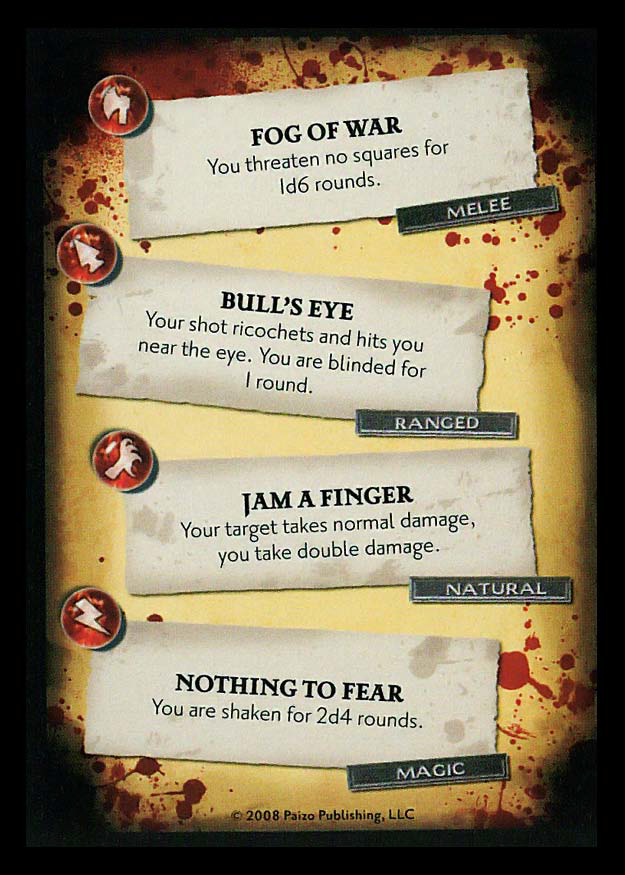 FOG OF WAR
You threaten no squares for
1d6 rounds.
MELEE
BULL'S EYE
Your shot ricochets and hits you
near the eye. You are blinded for
1 round.
RANGED
JAM A FINGER
Your target takes normal damage,
you take double damage.
NATURAL
NOTHING TO FEAR
You are shaken for 2d4 rounds.
MAGIC
© 2008 Paizo Publishing, LLC